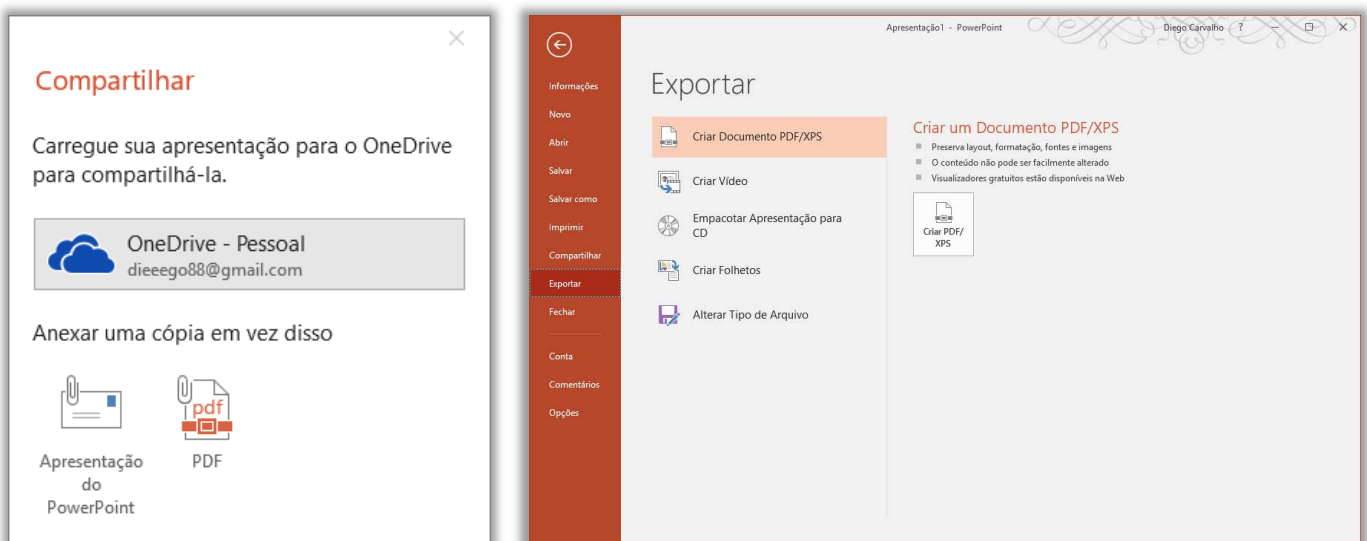 Compartilhar
Carregue sua apresentação para o OneDrive
para compartilhá-la.
OneDrive - Pessoal
dieeego88@gmail.com
Anexar uma cópia em vez disso
pdf
Apresentação
do
PowerPoint
PDF
Apresentação1 - PowerPoint
Diego Carvalho
?
Informações
Novo
Abrir
Salvar
Salvar como
Imprimir
Compartilhar
Exportar
Fechar
Conta
Comentários
Opções
Exportar
Criar Documento PDF/XPS
Criar Vídeo
Empacotar Apresentação para
CD
Criar Folhetos
Alterar Tipo de Arquivo
Criar um Documento PDF/XPS
Preserva layout, formatação, fontes e imagens
O conteúdo não pode ser facilmente alterado
Visualizadores gratuitos estão disponíveis na Web
Criar PDF/
XPS